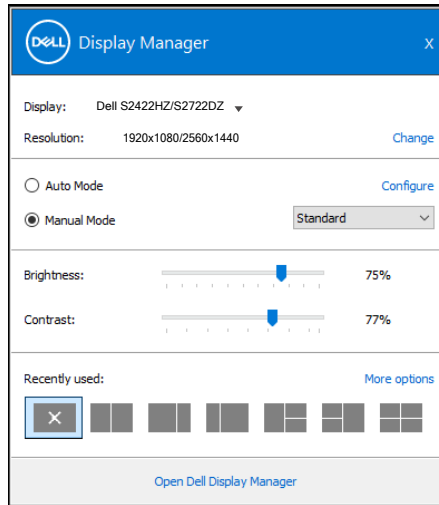 DELL Display Manager X
Display: Dell S2422HZ/S2722DZ
Resolution: 1920x1080/2560x1440 Change
Auto Mode Configure
Manual Mode Standard
Brightness: 75%
Contrast: 77%
Recently used: More options
Open Dell Display Manager